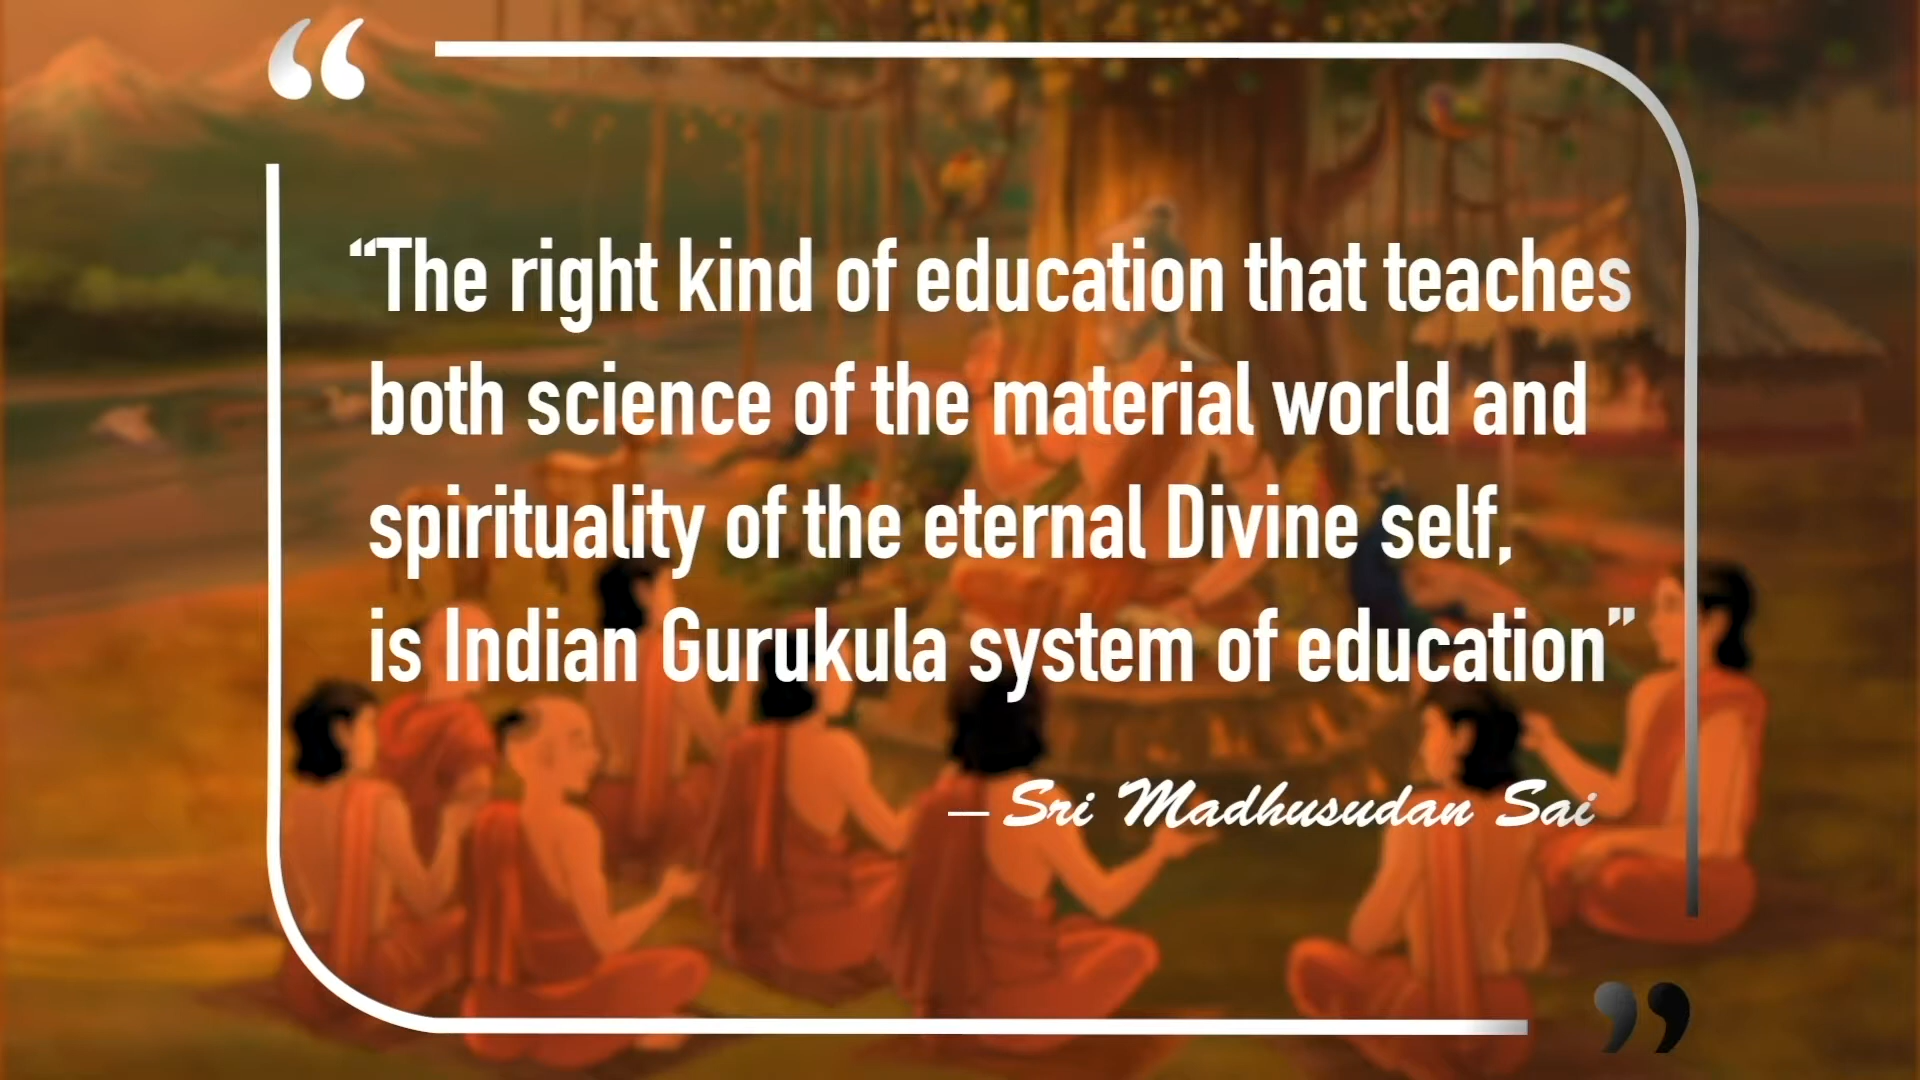 “The right kind of education that teaches
both science of the material world and
spirituality of the eternal Divine self,
is Indian Gurukula system of education”
— Sri Madhusudan Sai